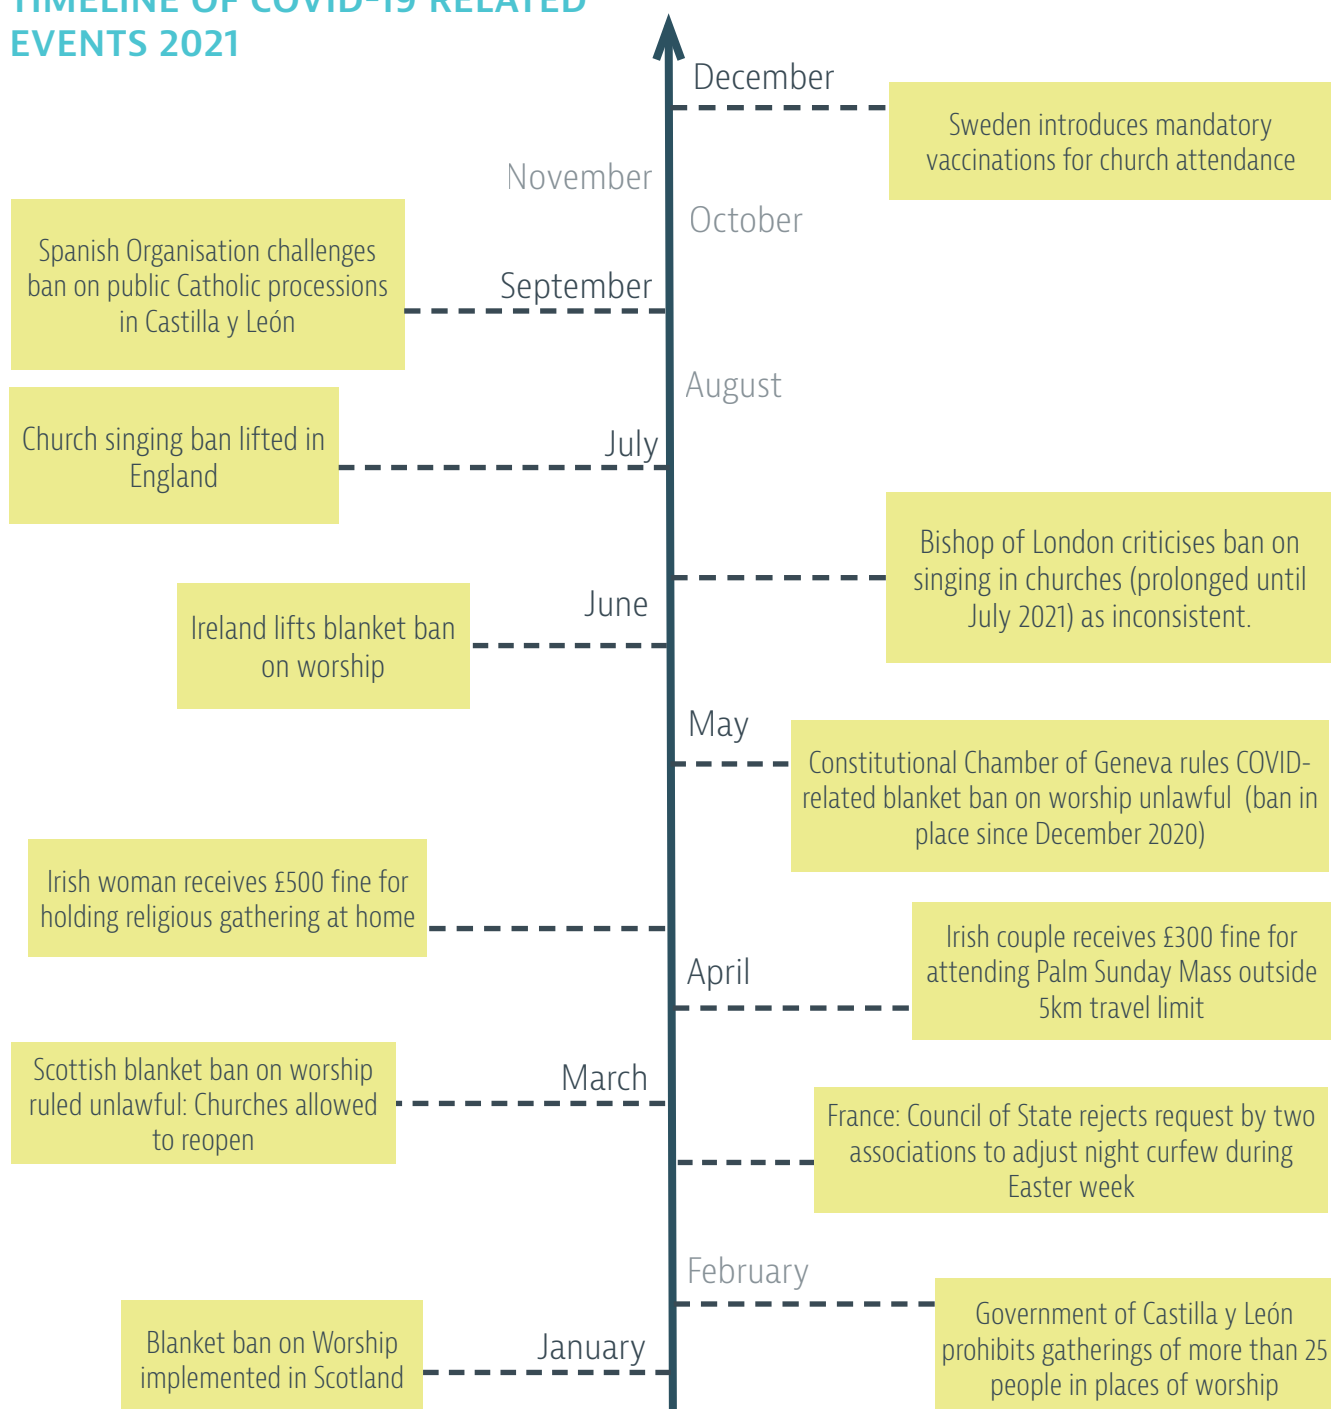 TIMELINE OF COVID-19 RELATED
EVENTS 2021
December
Sweden introduces mandatory
vaccinations for church attendance
November
October
Spanish Organisation challenges
ban on public Catholic processions
in Castilla y León
September
August
Church singing ban lifted in
England
July
Bishop of London criticises ban on
singing in churches (prolonged until
July 2021) as inconsistent.
June
Ireland lifts blanket ban
on worship
May
Constitutional Chamber of Geneva rules COVID-
related blanket ban on worship unlawful (ban in
place since December 2020)
Irish woman receives £500 fine for
holding religious gathering at home
April
Irish couple receives £300 fine for
attending Palm Sunday Mass outside
5km travel limit
Scottish blanket ban on worship
ruled unlawful: Churches allowed
to reopen
March
France: Council of State rejects request by two
associations to adjust night curfew during
Easter week
February
Government of Castilla y León
prohibits gatherings of more than 25
people in places of worship
January
Blanket ban on Worship
implemented in Scotland